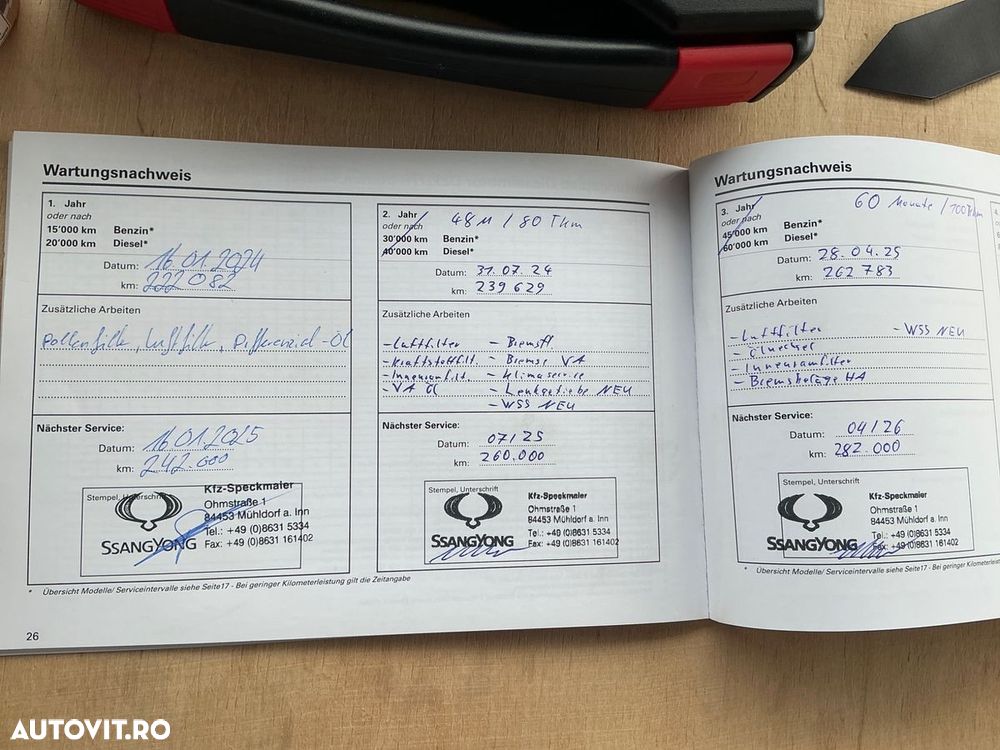 Wartungsnachweis
1. Jahr
oder nach
15'000 km Benzin*
20'000 km Diesel*
Datum: 16.01.2024
km: 222 082
Zusätzliche Arbeiten
Pollenfilter, Luftfilter, Differenzial-Öl
Nächster Service:
Datum: 16.01.2025
km: 242.000
Stempel, Unterschrift
Kfz-Speckmaier
Ohmstraße 1
84453 Mühldorf a. Inn
Tel.: +49 (0)8631 5334
Fax: +49 (0)8631 161402
SSANGYONG
2. Jahr 48 M / 80 Tkm
oder nach
30'000 km Benzin*
40'000 km Diesel*
Datum: 31.07.24
km: 239 629
Zusätzliche Arbeiten
- Luftfilter - Bremsfl
- Kraftstoffilt. - Bremse VA
- Innenraumfilt. - Klimaservice
- VA Öl - Lenkgetriebe NEU
- WSS NEU
Nächster Service:
Datum: 07/25
km: 260.000
Stempel, Unterschrift
Kfz-Speckmaier
Ohmstraße 1
84453 Mühldorf a. Inn
Tel.: +49 (0)8631 5334
Fax: +49 (0)8631 161402
SSANGYONG
* Übersicht Modelle/ Serviceintervalle siehe Seite17 - Bei geringer Kilometerleistung gilt die Zeitangabe
26
Wartungsnachweis
3. Jahr 60 Monate / 100Tkm
oder nach
45'000 km Benzin*
60'000 km Diesel*
Datum: 28.04.25
km: 262 783
Zusätzliche Arbeiten
- Luftfilter - WSS NEU
- Ölwechsel
- Innenraumfilter
- Bremsbeläge HA
Nächster Service:
Datum: 04/26
km: 282.000
Stempel, Unterschrift
Kfz-Speckmaier
Ohmstraße 1
84453 Mühldorf a. Inn
Tel.: +49 (0)8631 5334
Fax: +49 (0)8631 161402
SSANGYONG
* Übersicht Modelle/ Serviceintervalle siehe Seite17 - Bei geringer Kilometerleistung
AUTOVIT.RO